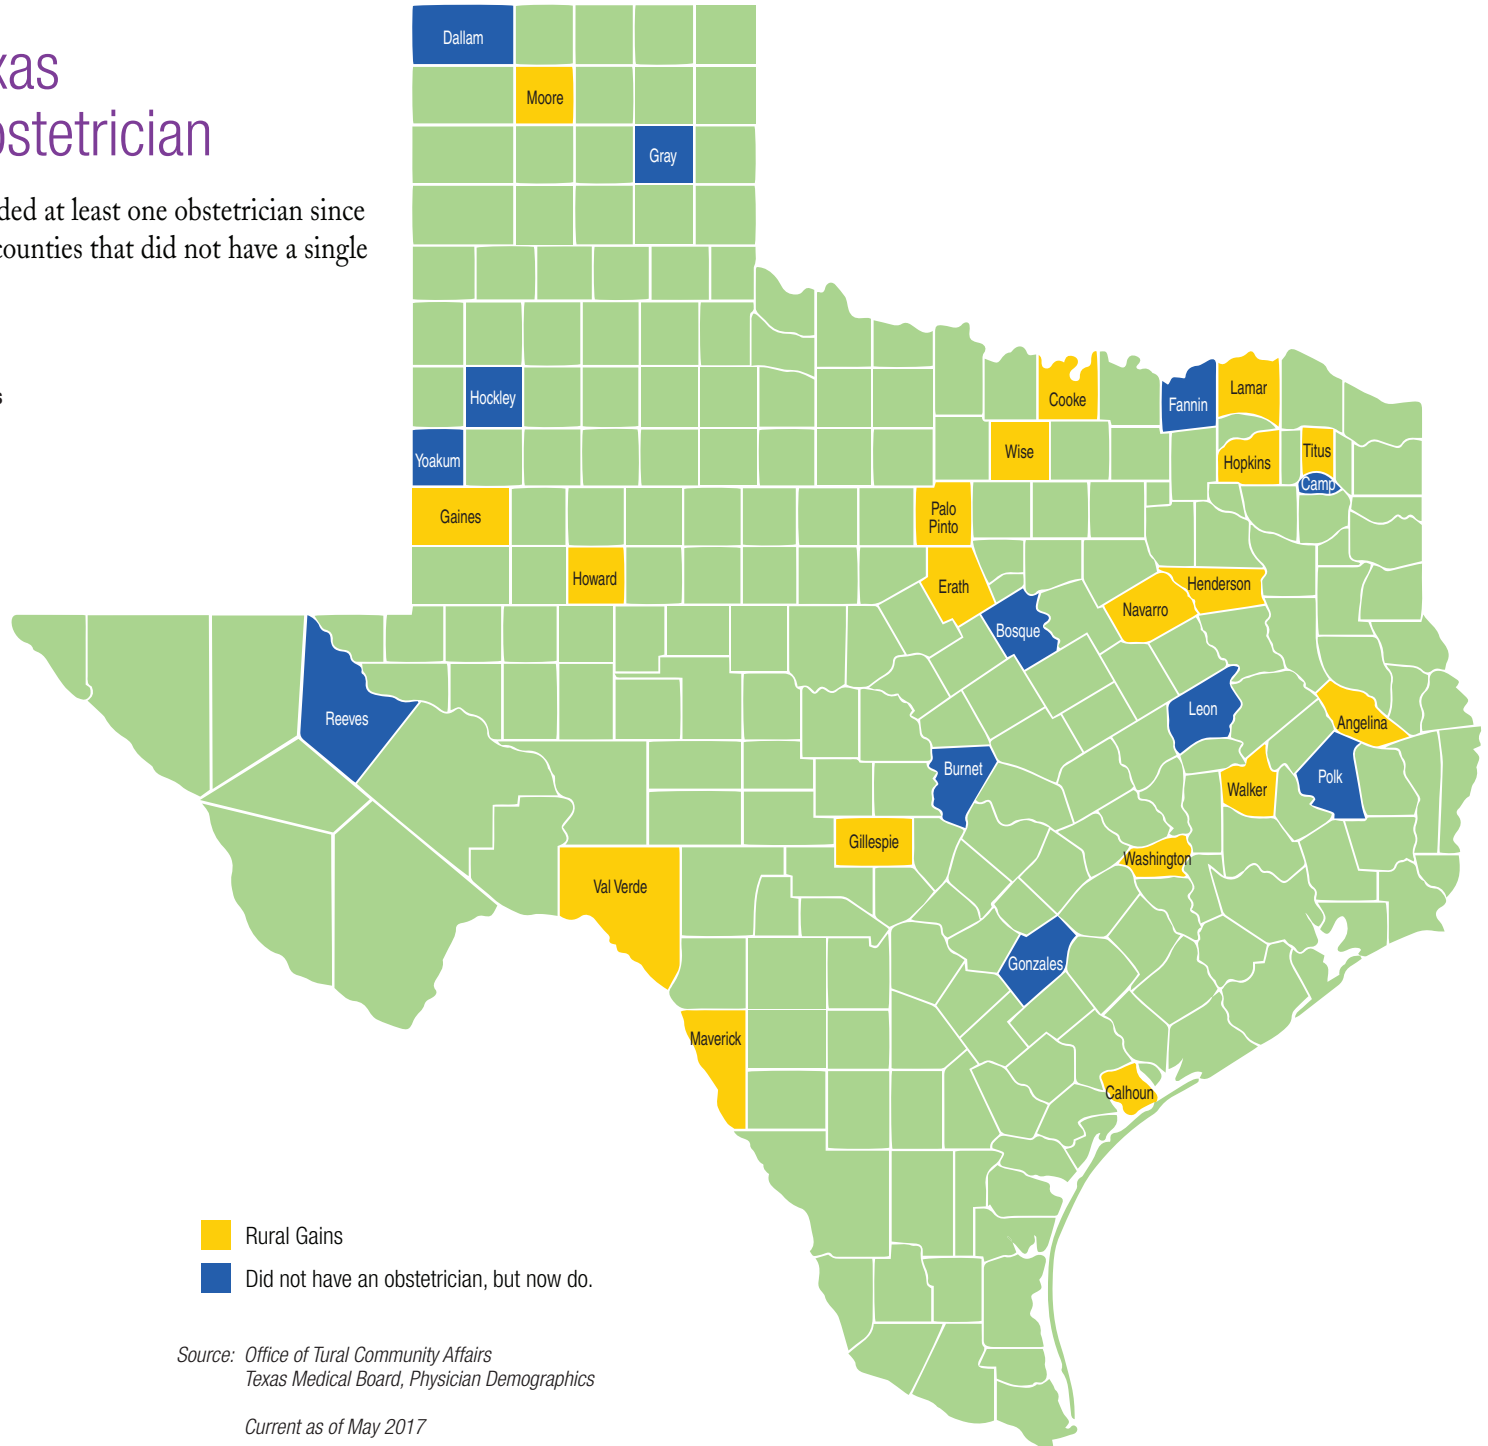 xas
bstetrician
ded at least one obstetrician since
counties that did not have a single
s
Dallam
Moore
Gray
Hockley
Yoakum
Gaines
Howard
Cooke
Fannin
Lamar
Wise
Hopkins
Titus
Camp
Palo
Pinto
Erath
Henderson
Navarro
Bosque
Reeves
Leon
Angelina
Burnet
Polk
Walker
Gillespie
Washington
Val Verde
Gonzales
Maverick
Calhoun
Rural Gains
Did not have an obstetrician, but now do.
Source: Office of Tural Community Affairs
Texas Medical Board, Physician Demographics
Current as of May 2017